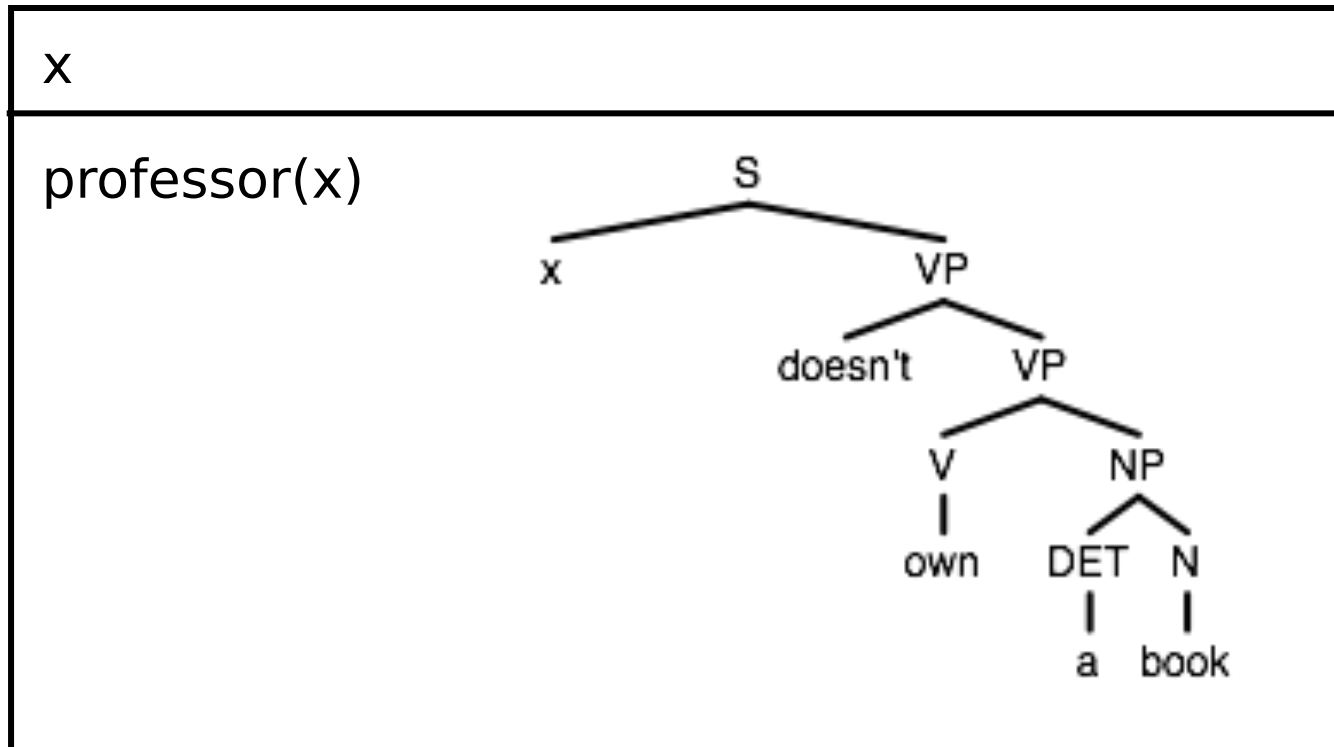 x
professor(x)
S
x VP
doesn't VP
V NP
own DET N
a book